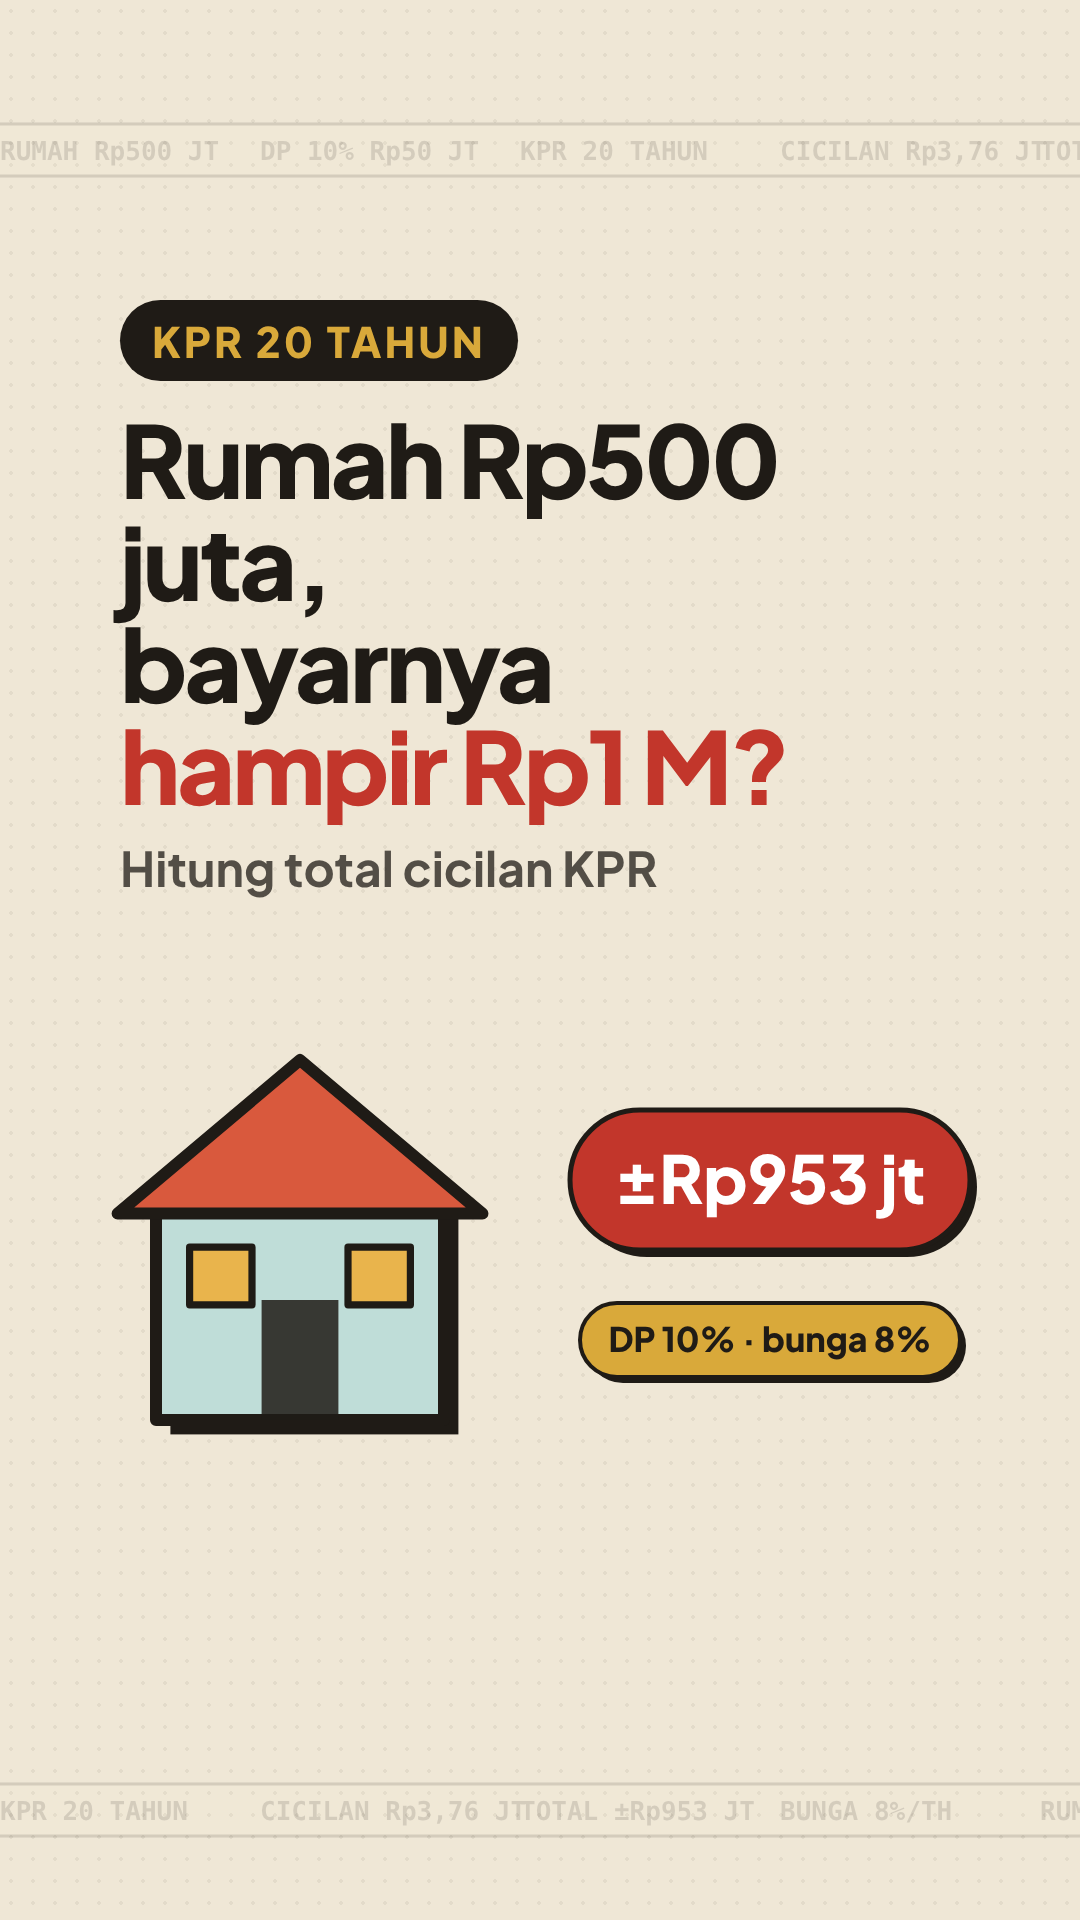 RUMAH Rp500 JT DP 10% Rp50 JT KPR 20 TAHUN CICILAN Rp3,76 JT TOT
KPR 20 TAHUN
Rumah Rp500
juta,
bayarnya
hampir Rp1 M?
Hitung total cicilan KPR
±Rp953 jt
DP 10% · bunga 8%
KPR 20 TAHUN CICILAN Rp3,76 JT TOTAL ±Rp953 JT BUNGA 8%/TH RUM